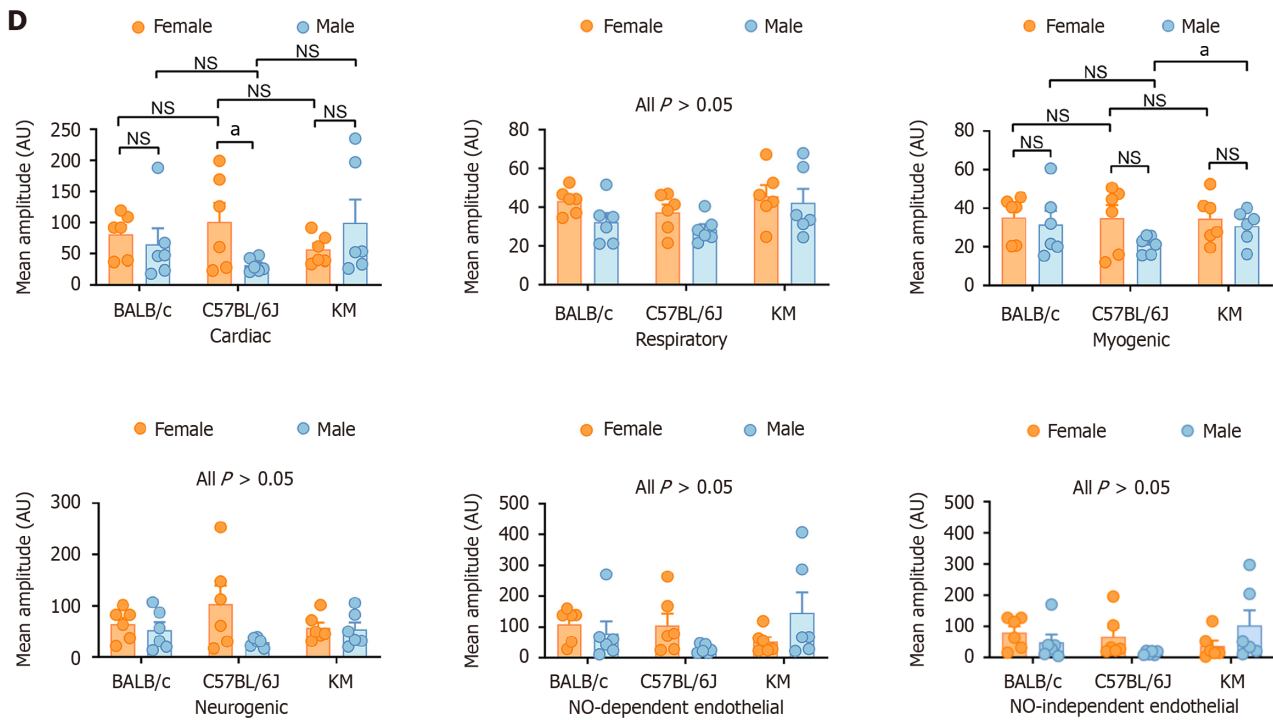 D
Female Male
NS
NS
NS
NS
NS a NS
Mean amplitude (AU)
250
200
150
100
50
0
BALB/c C57BL/6J KM
Cardiac
Female Male
All P > 0.05
Mean amplitude (AU)
80
60
40
20
0
BALB/c C57BL/6J KM
Respiratory
Female Male
a
NS
NS
NS
NS NS NS
Mean amplitude (AU)
80
60
40
20
0
BALB/c C57BL/6J KM
Myogenic
Female Male
All P > 0.05
Mean amplitude (AU)
300
200
100
0
BALB/c C57BL/6J KM
Neurogenic
Female Male
All P > 0.05
Mean amplitude (AU)
500
400
300
200
100
0
BALB/c C57BL/6J KM
NO-dependent endothelial
Female Male
All P > 0.05
Mean amplitude (AU)
500
400
300
200
100
0
BALB/c C57BL/6J KM
NO-independent endothelial